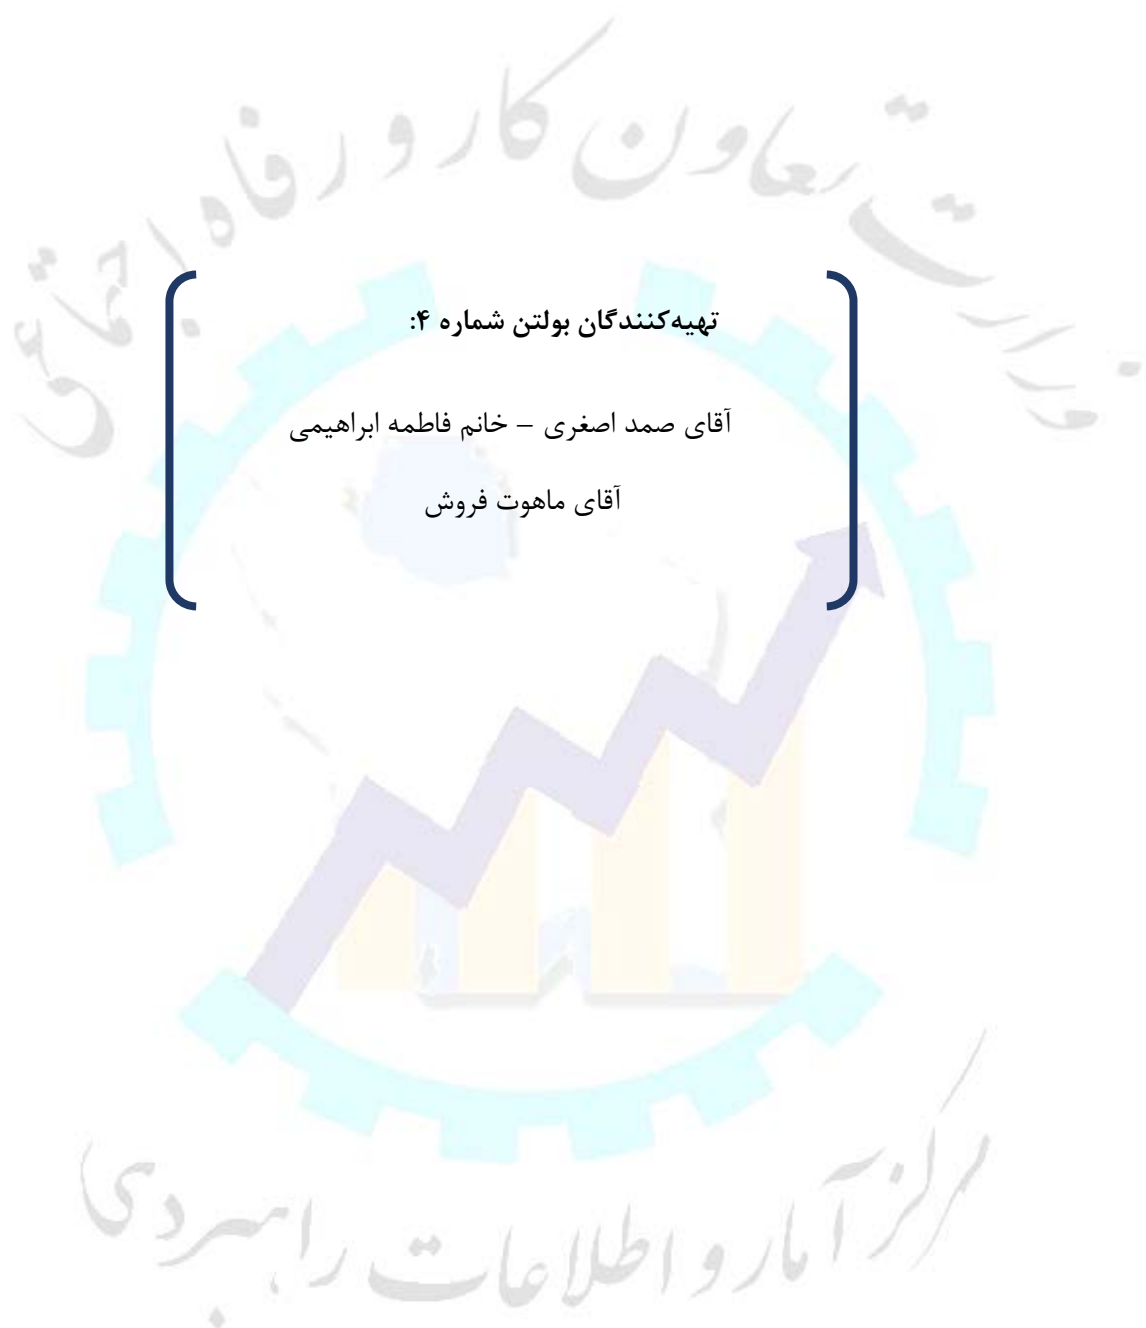 وزارت تعاون کار و رفاه اجتماعی
تهیه‌کنندگان بولتن شماره ۴:
آقای صمد اصغری – خانم فاطمه ابراهیمی
آقای ماهوت فروش
مرکز آمار و اطلاعات راهبردی